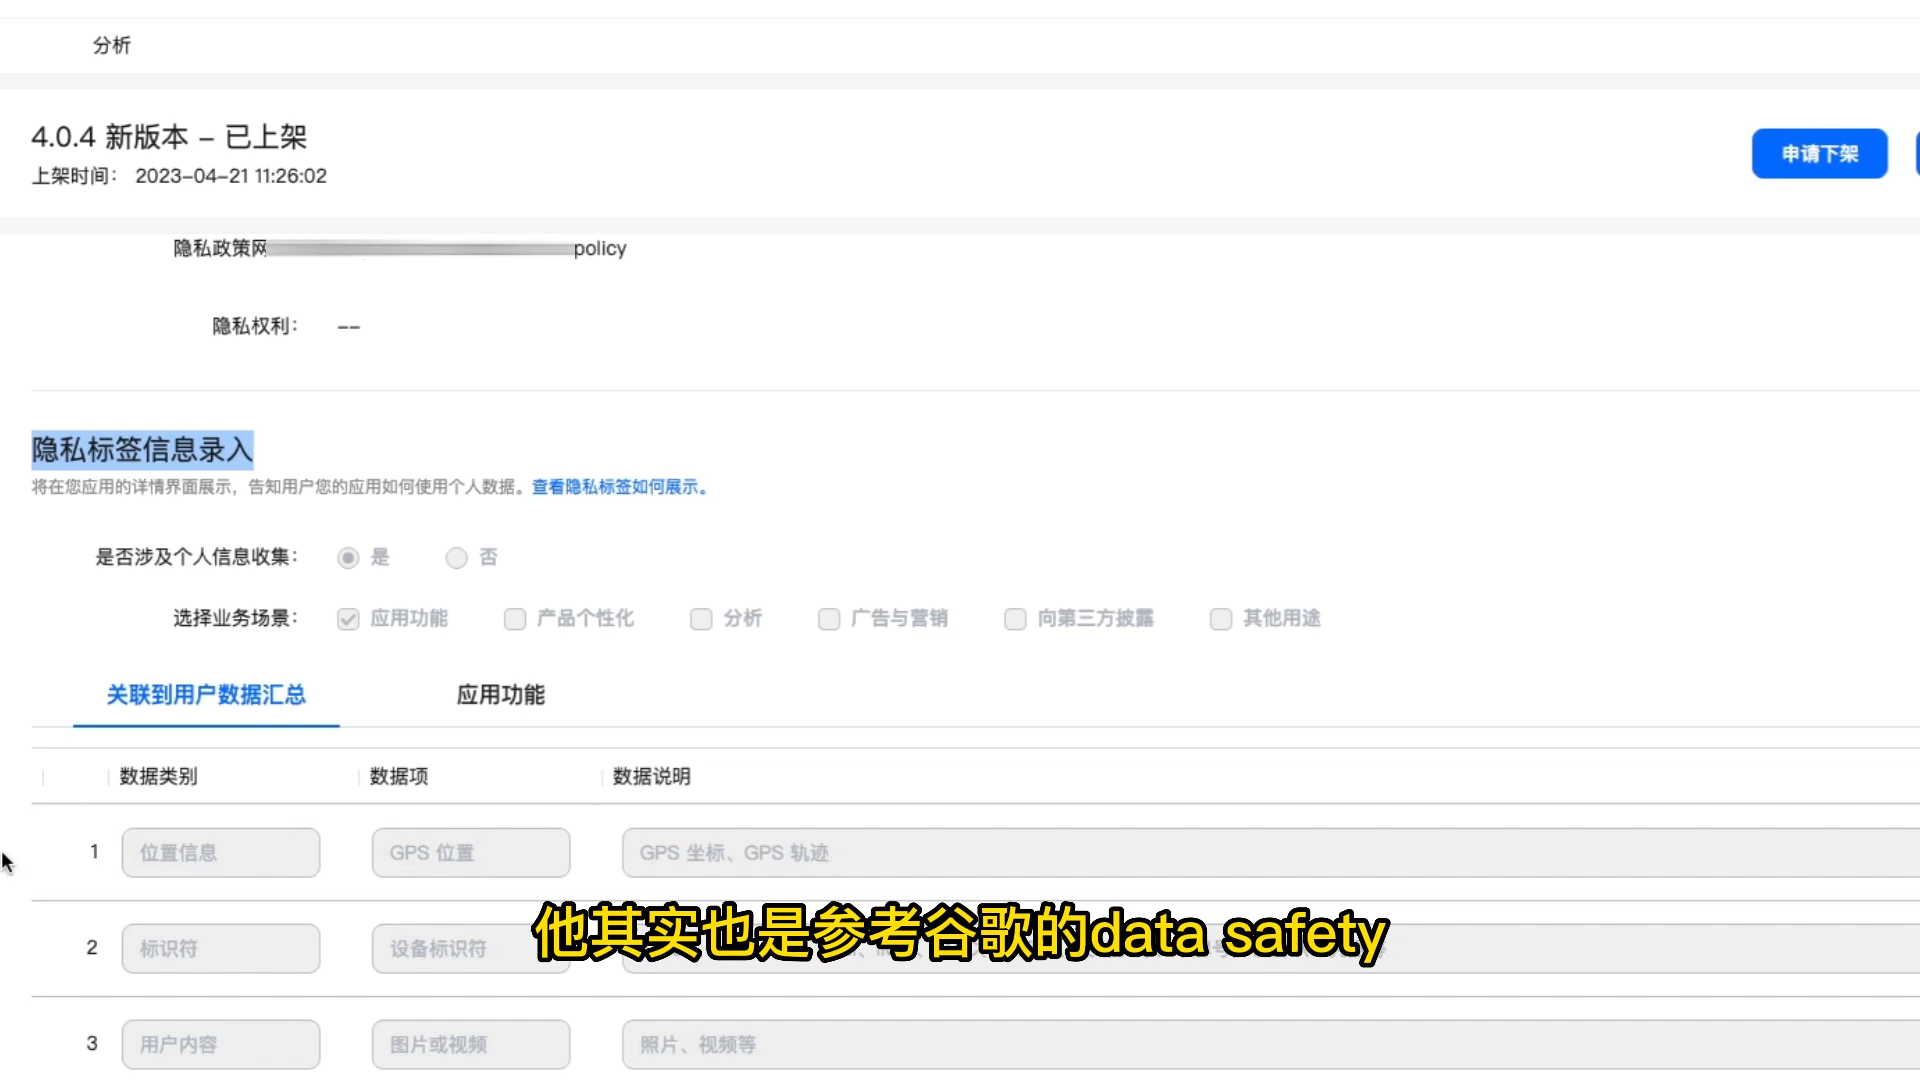 分析
4.0.4 新版本 – 已上架
上架时间： 2023-04-21 11:26:02
申请下架
隐私政策网 policy
隐私权利： --
隐私标签信息录入
将在您应用的详情界面展示，告知用户您的应用如何使用个人数据。查看隐私标签如何展示。
是否涉及个人信息收集： 是 否
选择业务场景： 应用功能 产品个性化 分析 广告与营销 向第三方披露 其他用途
关联到用户数据汇总 应用功能
数据类别 数据项 数据说明
1 位置信息 GPS 位置 GPS 坐标、GPS 轨迹
他其实也是参考谷歌的data safety
2 标识符 设备标识符
3 用户内容 图片或视频 照片、视频等